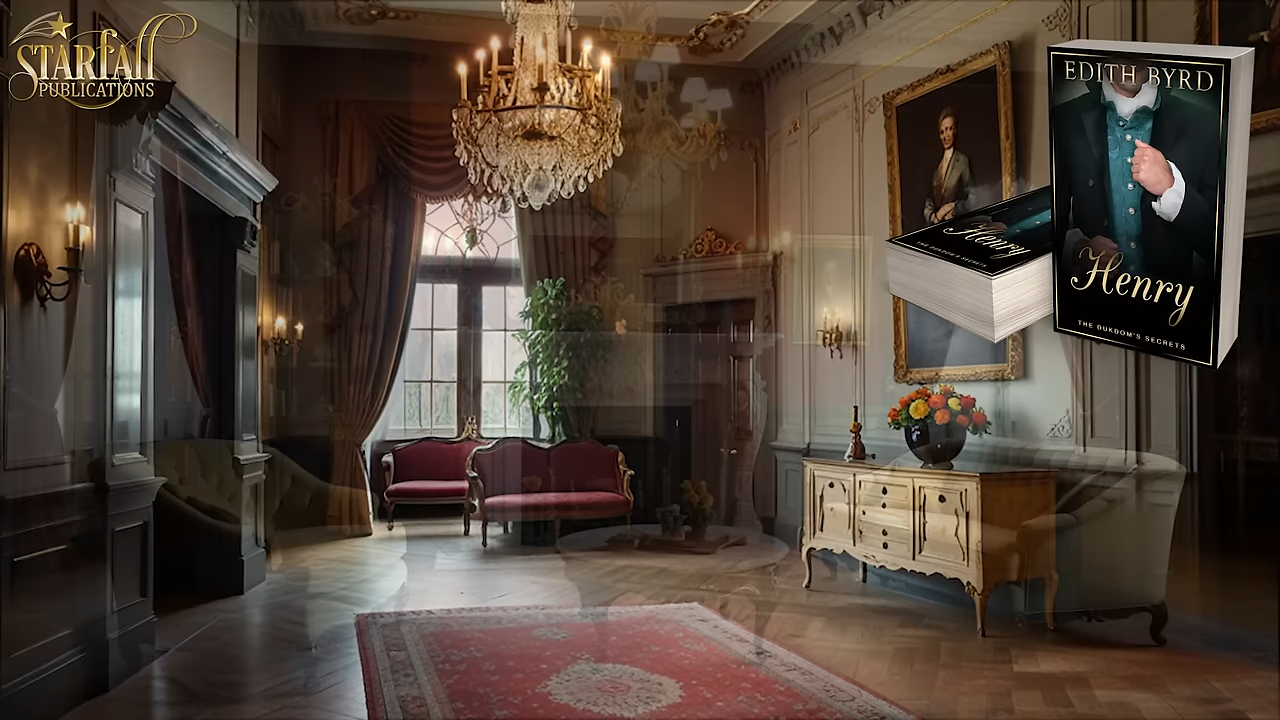 STARfall
PUBLICATIONS
EDITH BYRD
Henry
THE DUKDOM'S SECRETS
Henry
THE DUKDOM'S SECRETS